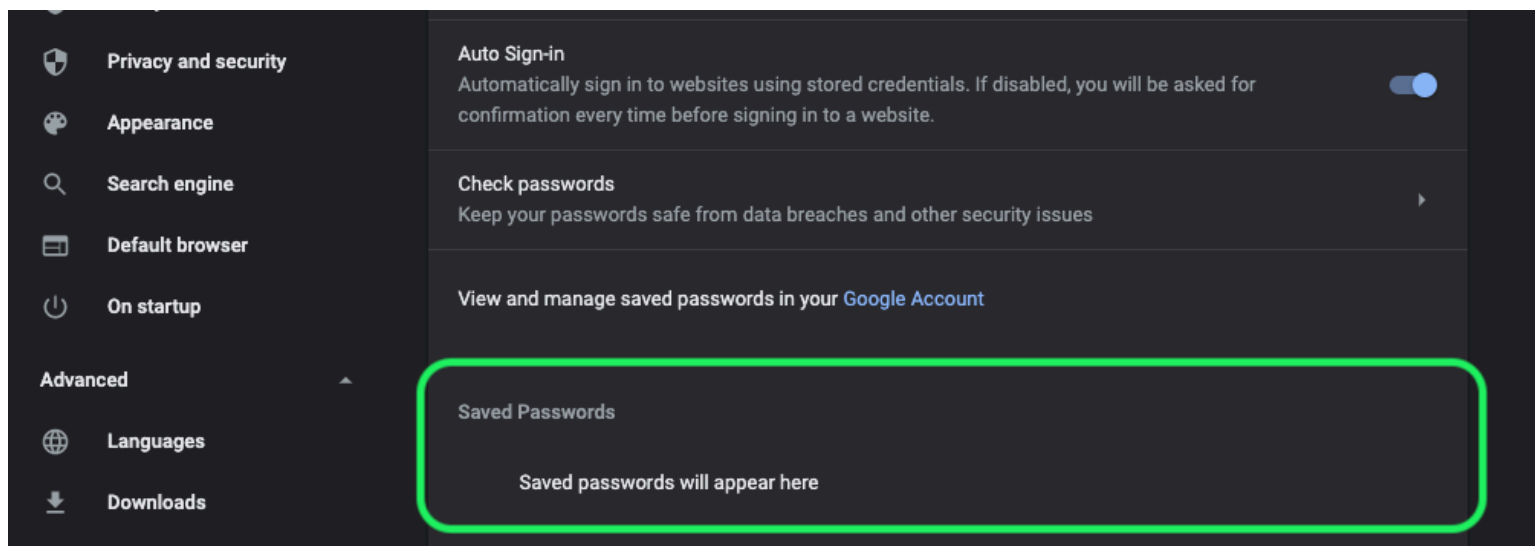 Privacy and security
Appearance
Search engine
Default browser
On startup
Advanced
Languages
Downloads
Auto Sign-in
Automatically sign in to websites using stored credentials. If disabled, you will be asked for
confirmation every time before signing in to a website.
Check passwords
Keep your passwords safe from data breaches and other security issues
View and manage saved passwords in your Google Account
Saved Passwords
Saved passwords will appear here